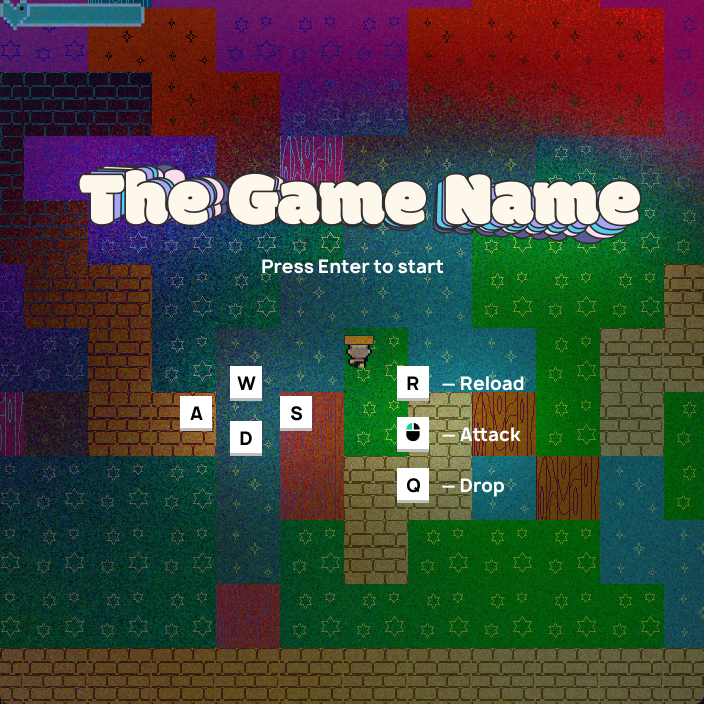 The Game Name
Press Enter to start
W
A
S
D
R – Reload
– Attack
Q – Drop